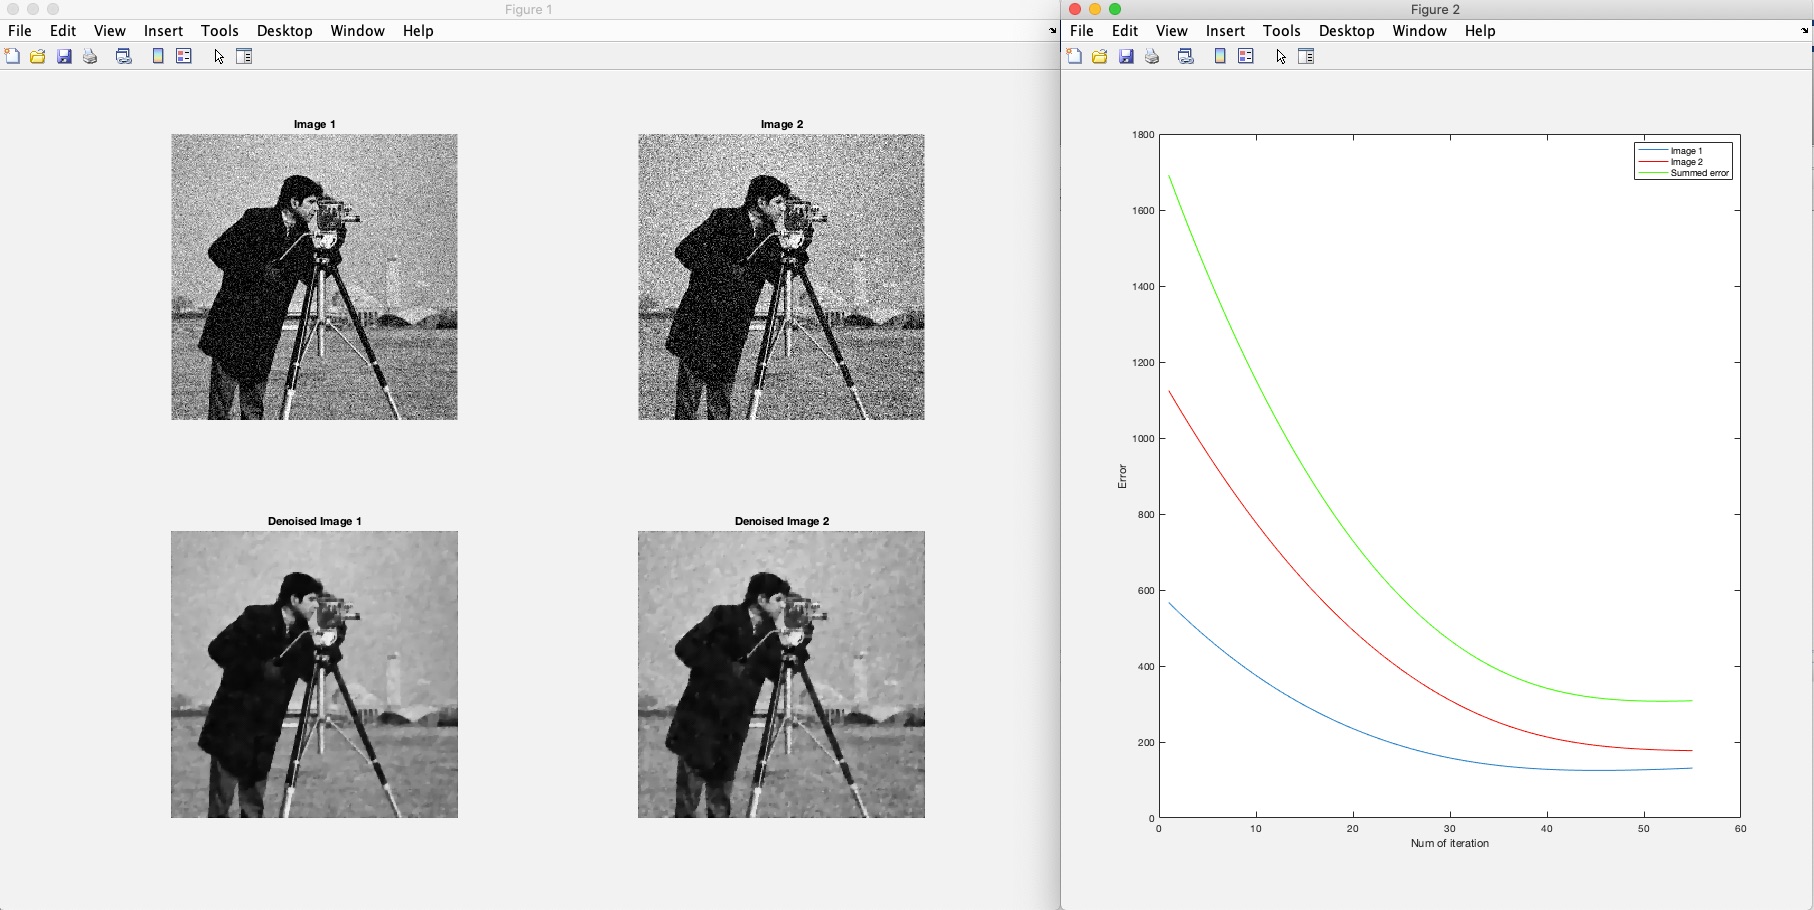 Figure 1
File Edit View Insert Tools Desktop Window Help
Image 1
Image 2
Denoised Image 1
Denoised Image 2
Figure 2
File Edit View Insert Tools Desktop Window Help
1800
1600
1400
1200
1000
800
600
400
200
0
Error
Image 1
Image 2
Summed error
0 10 20 30 40 50 60
Num of iteration